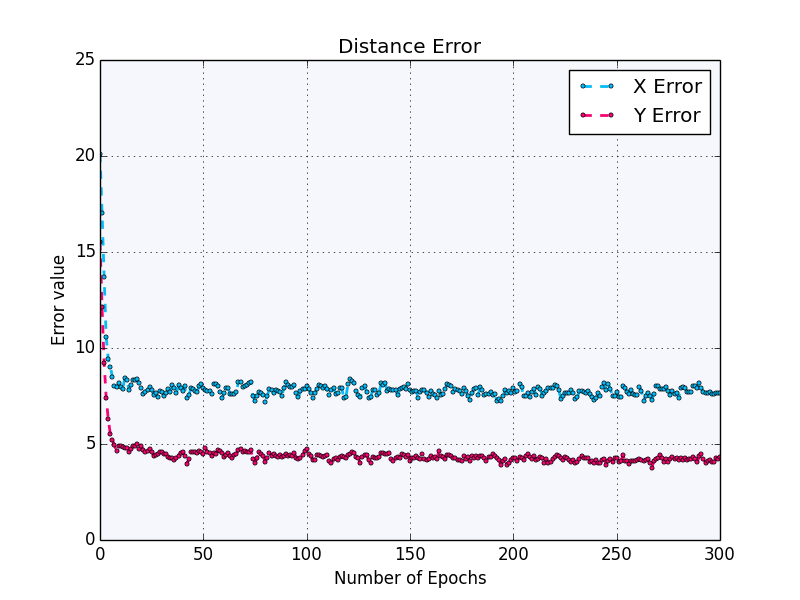 Distance Error
X Error
Y Error
Error value
25
20
15
10
5
0
0 50 100 150 200 250 300
Number of Epochs